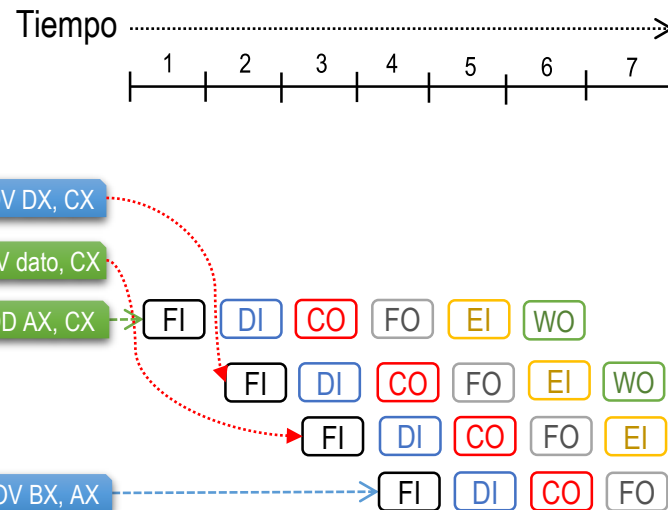 Tiempo
1 2 3 4 5 6 7
V DX, CX
V dato, CX
D AX, CX
FI DI CO FO EI WO
FI DI CO FO EI WO
FI DI CO FO EI
OV BX, AX
FI DI CO FO